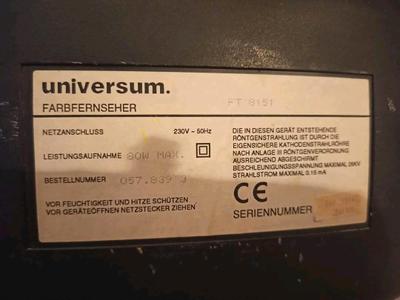 universum.
FARBFERNSEHER FT 8151
NETZANSCHLUSS 230V ~ 50Hz
LEISTUNGSAUFNAHME 80W MAX.
BESTELLNUMMER 057.839
VOR FEUCHTIGKEIT UND HITZE SCHÜTZEN
VOR GERÄTEÖFFNEN NETZSTECKER ZIEHEN
DIE IN DIESEM GERÄT ENTSTEHENDE
RÖNTGENSTRAHLUNG IST DURCH DIE
EIGENSICHERE KATHODENSTRAHLRÖHRE
NACH ANLAGE III RÖNTGENVERORDNUNG
AUSREICHEND ABGESCHIRMT
BESCHLEUNIGUNGSSPANNUNG MAXIMAL 26KV
STRAHLSTROM MAXIMAL 0,15 mA
CE
SERIENNUMMER